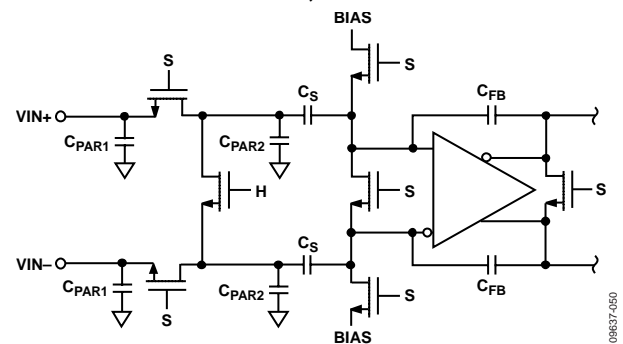 BIAS
S
S
CS
CFB
VIN+
CPAR1
CPAR2
H
S
S
VIN–
CS
CPAR1
CPAR2
CFB
S
S
BIAS
09637-050